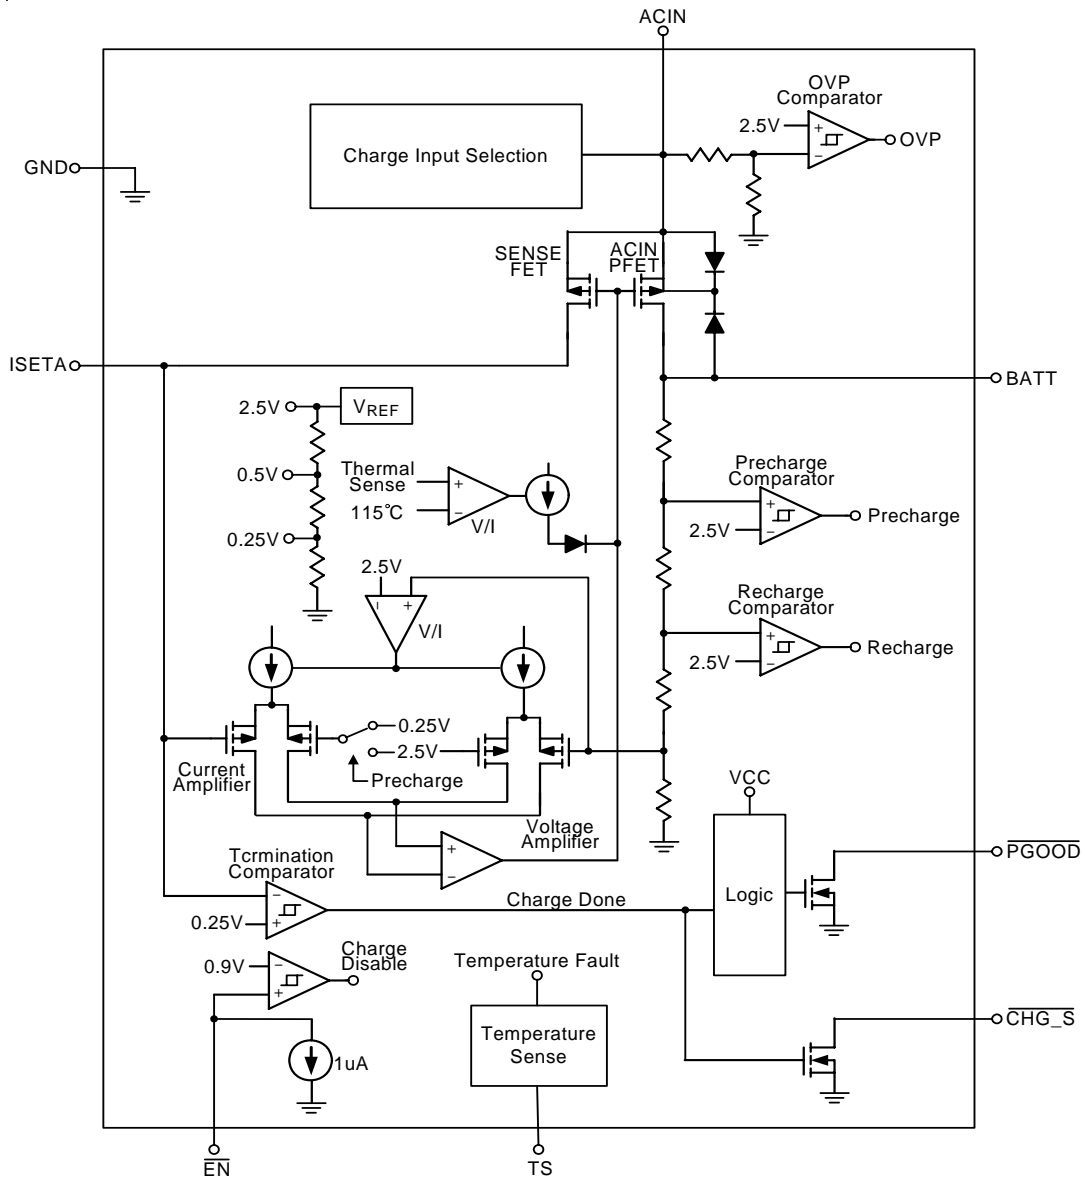 ACIN
OVP
Comparator
2.5V
+
−
OVP
Charge Input Selection
GND
SENSE
FET
ACIN
PFET
ISETA
BATT
2.5V
VREF
0.5V
0.25V
Thermal
Sense
115℃
+
−
V/I
Precharge
Comparator
+
−
2.5V
Precharge
2.5V
−
+
V/I
Recharge
Comparator
+
−
2.5V
Recharge
0.25V
2.5V
Precharge
Current
Amplifier
Voltage
Amplifier
+
−
VCC
Logic
PGOOD
Tcrmination
Comparator
−
+
0.25V
Charge Done
Charge
Disable
0.9V
−
+
1uA
Temperature Fault
Temperature
Sense
CHG_S
EN
TS